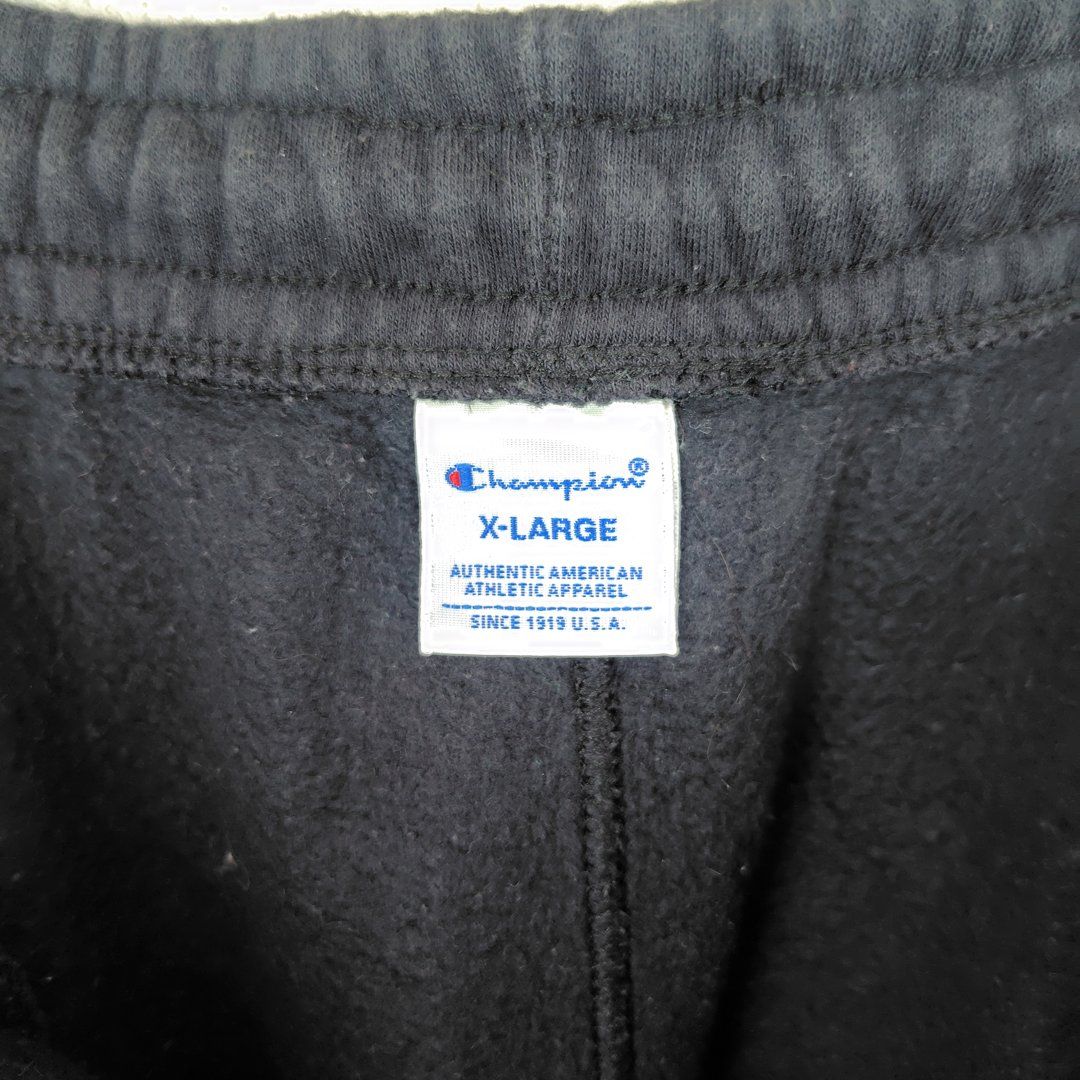 Champion®
X-LARGE
AUTHENTIC AMERICAN
ATHLETIC APPAREL
SINCE 1919 U.S.A.